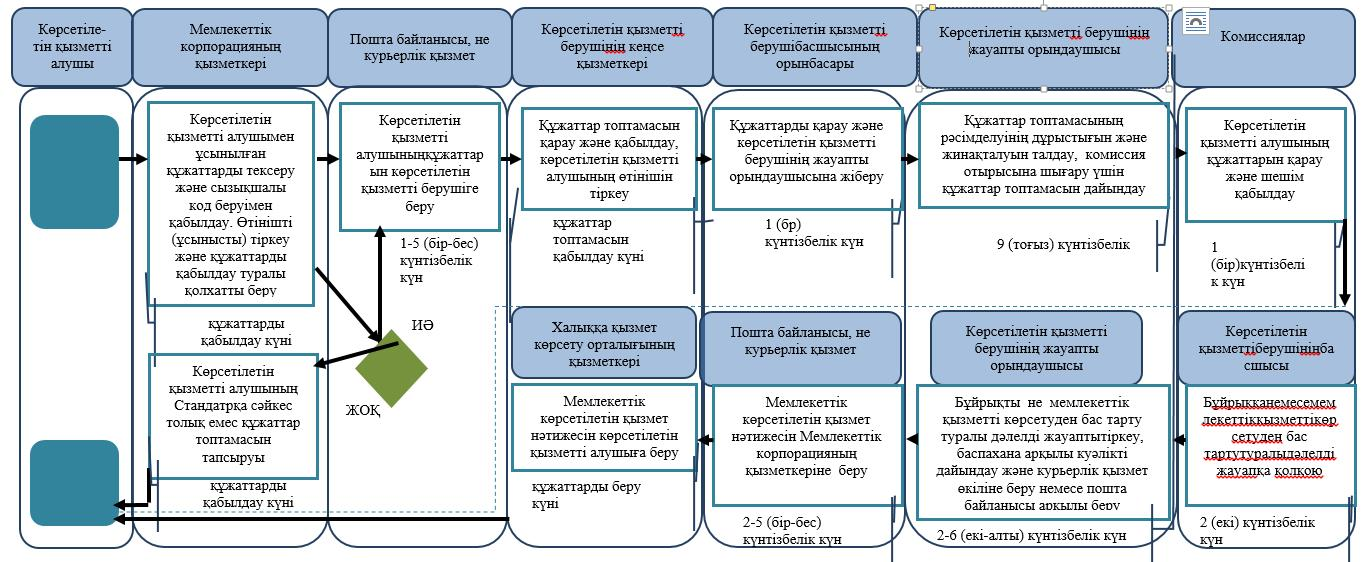 Көрсетіле-
тін қызметті
алушы
Мемлекеттік
корпорацияның
қызметкері
Пошта байланысы, не
курьерлік қызмет
Көрсетілетін қызметті
берушінің кеңсе
қызметкері
Көрсетілетін қызметті
берушібасшысының
орынбасары
Көрсетілетін қызметті берушінің
жауапты орындаушысы
Комиссиялар
Көрсетілетін
қызметті алушымен
ұсынылған
құжаттарды тексеру
және сызықшалы
код беруімен
қабылдау. Өтінішті
(ұсынысты) тіркеу
және құжаттарды
қабылдау туралы
қолхатты беру
құжаттарды
қабылдау күні
Көрсетілетін
қызметті
алушыныңқұжаттар
ын көрсетілетін
қызметті берушіге
беру
1-5 (бір-бес)
күнтізбелік
күн
Құжаттар топтамасын
қарау және қабылдау,
көрсетілетін қызметті
алушының өтінішін
тіркеу
құжаттар
топтамасын
қабылдау күні
Құжаттарды қарау және
көрсетілетін қызметті
берушінің жауапты
орындаушысына жіберу
1 (бр)
күнтізбелік күн
Құжаттар топтамасының
рәсімделуінің дұрыстығын және
жинақталуын талдау, комиссия
отырысына шығару үшін
құжаттар топтамасын дайындау
9 (тоғыз) күнтізбелік
Көрсетілетін
қызметті алушының
құжаттарын қарау
және шешім
қабылдау
1
(бір)күнтізбелі
к күн
ИӘ
ЖОҚ
Көрсетілетін
қызметті алушының
Стандатрқа сәйкес
толық емес құжаттар
топтамасын
тапсыруы
құжаттарды
қабылдау күні
Халыққа қызмет
көрсету орталығының
қызметкері
Мемлекеттік
көрсетілетін қызмет
нәтижесін көрсетілетін
қызметті алушыға беру
құжаттарды беру
күні
Пошта байланысы, не
курьерлік қызмет
Мемлекеттік
көрсетілетін қызмет
нәтижесін Мемлекеттік
корпорацияның
қызметкеріне беру
2-5 (бір-бес)
күнтізбелік күн
Көрсетілетін қызметті
берушінің жауапты
орындаушысы
Бұйрықты не мемлекеттік
қызметті көрсетуден бас тарту
туралы дәлелді жауаптытіркеу,
баспахана арқылы куәлікті
дайындау және курьерлік қызмет
өкіліне беру немесе пошта
байланысы арқылы беру
2-6 (екі-алты) күнтізбелік күн
Көрсетілетін
қызметтіберушініңба
сшысы
Бұйрыққанемесемем
лекеттікқызметтікөр
сетуден бас
тартутуралыдәлелді
жауапқа қолқою
2 (екі) күнтізбелік
күн